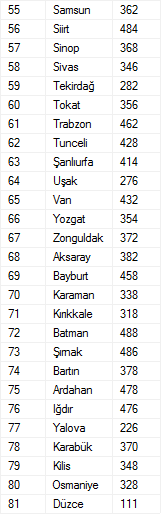 55 Samsun 362
56 Siirt 484
57 Sinop 368
58 Sivas 346
59 Tekirdağ 282
60 Tokat 356
61 Trabzon 462
62 Tunceli 428
63 Şanlıurfa 414
64 Uşak 276
65 Van 432
66 Yozgat 354
67 Zonguldak 372
68 Aksaray 382
69 Bayburt 458
70 Karaman 338
71 Kırıkkale 318
72 Batman 488
73 Şırnak 486
74 Bartın 378
75 Ardahan 478
76 Iğdır 476
77 Yalova 226
78 Karabük 370
79 Kilis 348
80 Osmaniye 328
81 Düzce 111